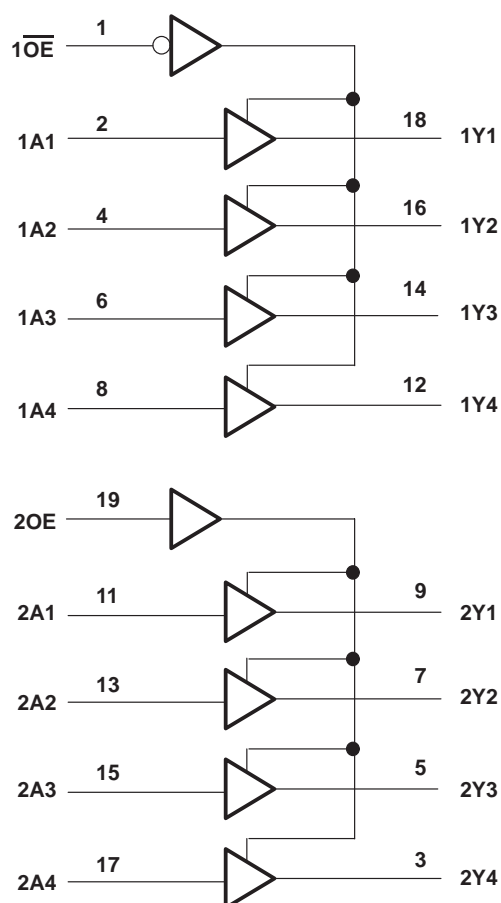 1 1O̅E̅
2 1A1 18 1Y1
4 1A2 16 1Y2
6 1A3 14 1Y3
8 1A4 12 1Y4
19 2OE
11 2A1 9 2Y1
13 2A2 7 2Y2
15 2A3 5 2Y3
17 2A4 3 2Y4